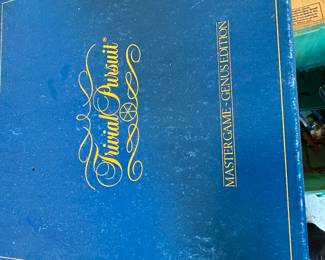 Trivial Pursuit®
MASTER GAME - GENUS EDITION